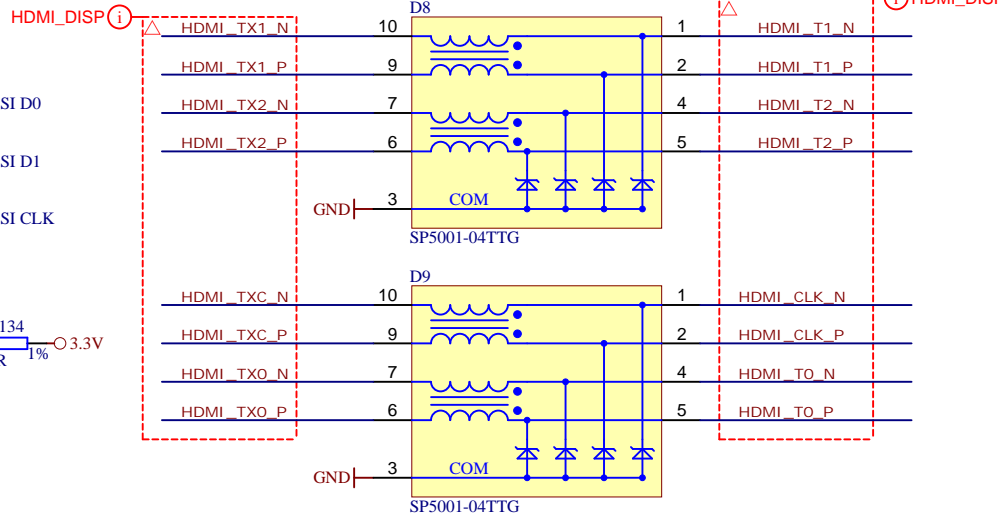 HDMI_DISP i
D8
HDMI_DISP
HDMI_TX1_N 10 1 HDMI_T1_N
HDMI_TX1_P 9 2 HDMI_T1_P
SI D0
HDMI_TX2_N 7 4 HDMI_T2_N
HDMI_TX2_P 6 5 HDMI_T2_P
SI D1
GND 3 COM
SI CLK
SP5001-04TTG
D9
HDMI_TXC_N 10 1 HDMI_CLK_N
134
HDMI_TXC_P 9 2 HDMI_CLK_P
1% 3.3V
R
HDMI_TX0_N 7 4 HDMI_T0_N
HDMI_TX0_P 6 5 HDMI_T0_P
GND 3 COM
SP5001-04TTG